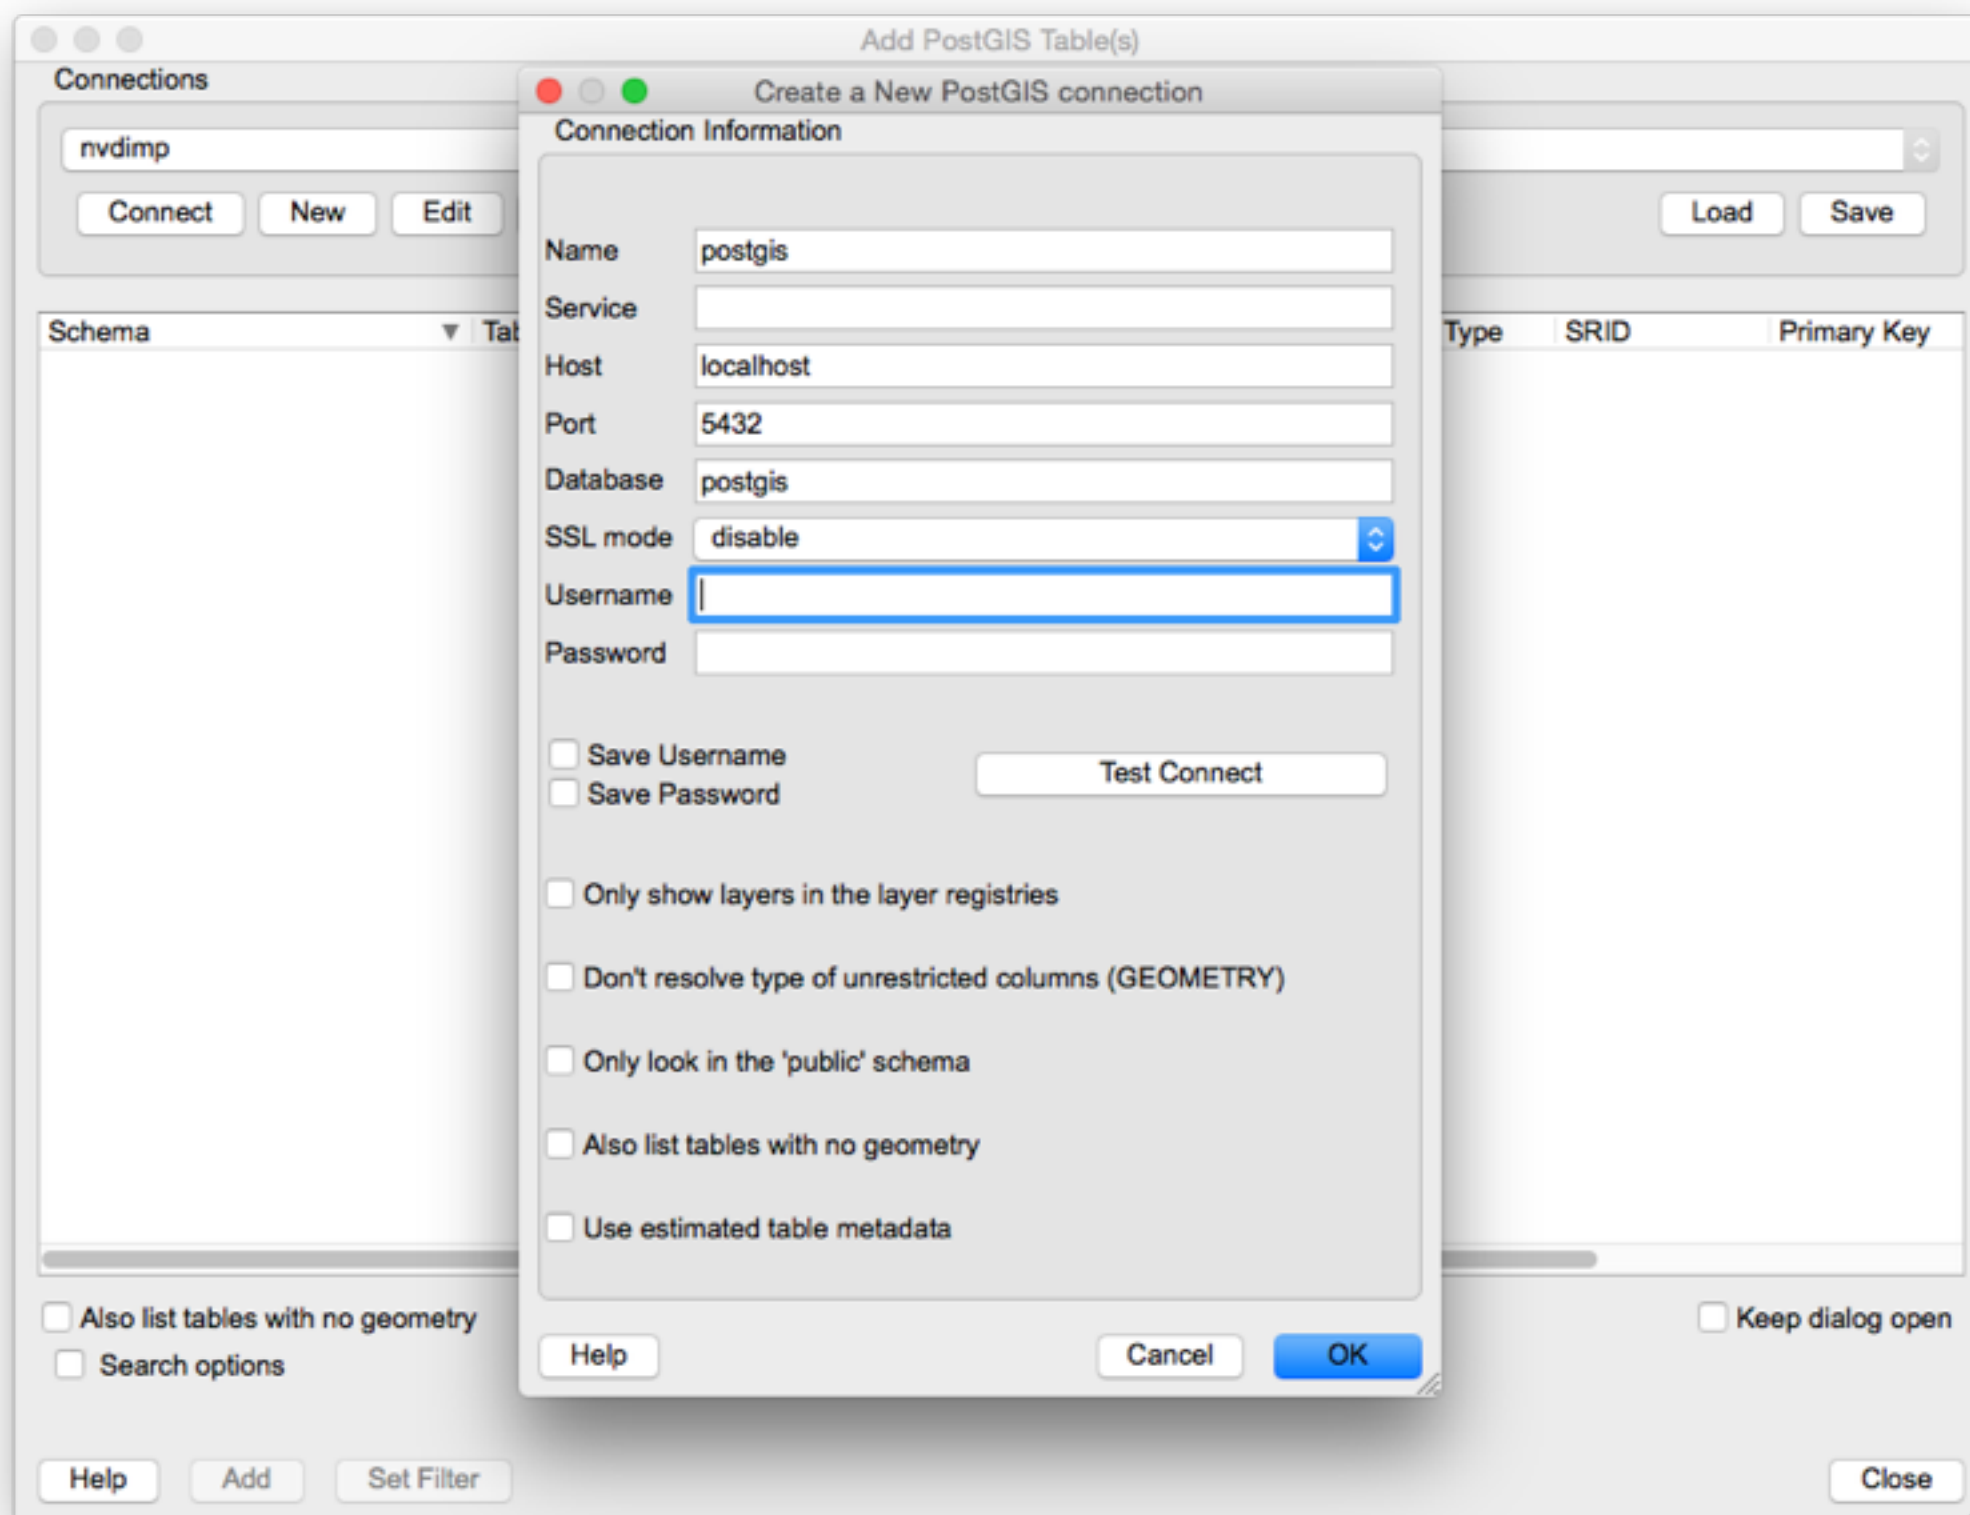 Add PostGIS Table(s)
Connections
nvdimp
Connect New Edit
Load Save
Schema Tab
Type SRID Primary Key
Create a New PostGIS connection
Connection Information
Name postgis
Service
Host localhost
Port 5432
Database postgis
SSL mode disable
Username
Password
Save Username
Test Connect
Save Password
Only show layers in the layer registries
Don't resolve type of unrestricted columns (GEOMETRY)
Only look in the 'public' schema
Also list tables with no geometry
Use estimated table metadata
Help Cancel OK
Also list tables with no geometry
Keep dialog open
Search options
Help Add Set Filter Close